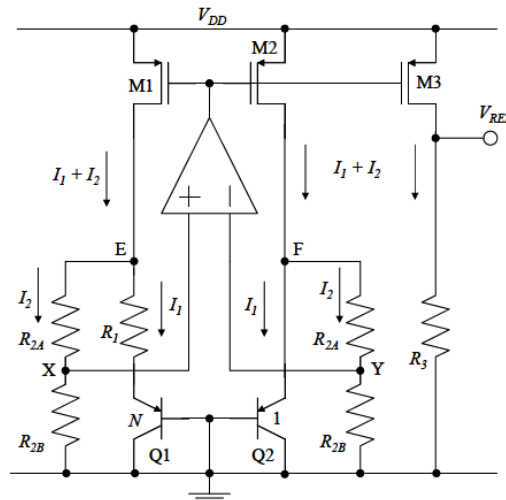 V_DD
M1
M2
M3
V_REF
I_1 + I_2
I_1 + I_2
+
−
E
F
I_2
R_2A
R_1
I_1
I_1
I_2
R_2A
R_3
X
Y
R_2B
N
1
R_2B
Q1
Q2